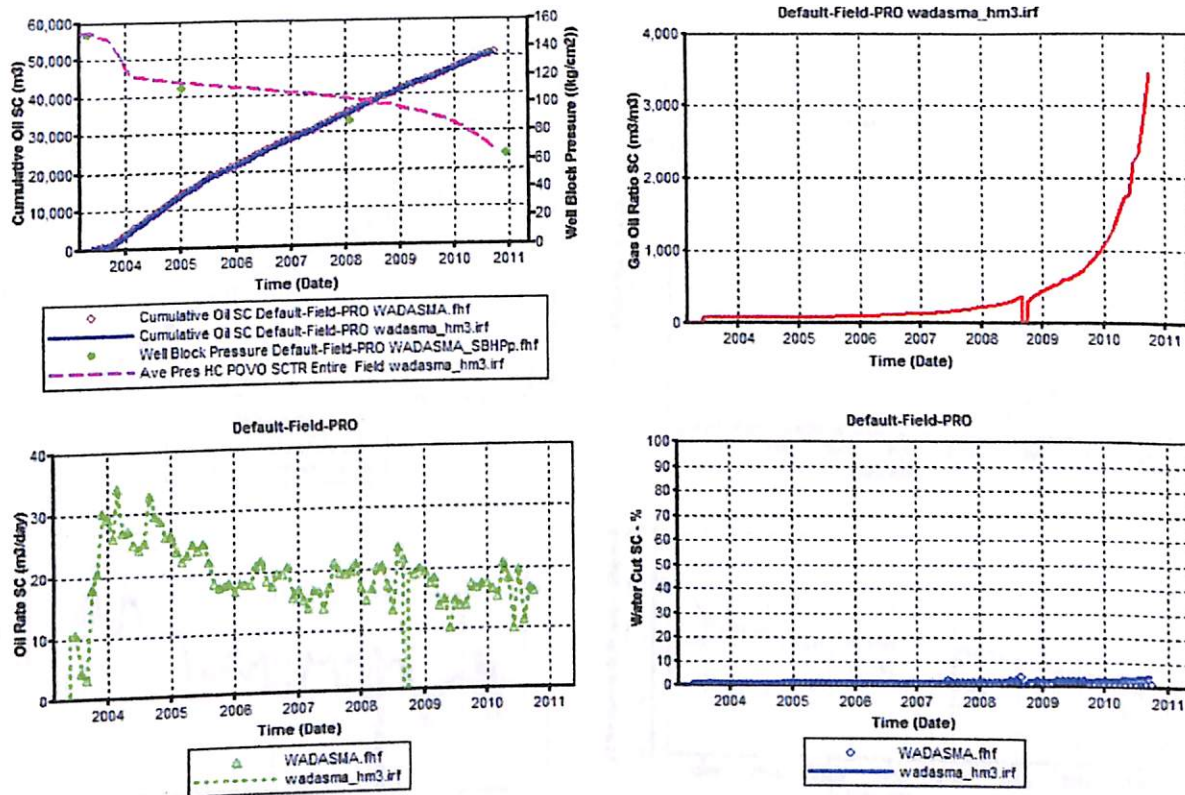 60,000
50,000
40,000
30,000
20,000
10,000
0
Cumulative Oil SC (m3)
160
140
120
100
80
60
40
20
0
Well Block Pressure ((kg/cm2)
2004 2005 2006 2007 2008 2009 2010 2011
Time (Date)
Cumulative Oil SC Default-Field-PRO WADASMA.fhf
Cumulative Oil SC Default-Field-PRO wadasma_hm3.irf
Well Block Pressure Default-Field-PRO WADASMA_SBHPp.fhf
Ave Pres HC POVO SCTR Entire Field wadasma_hm3.irf
Default-Field-PRO wadasma_hm3.irf
4,000
3,000
2,000
1,000
0
Gas Oil Ratio SC (m3/m3)
2004 2005 2006 2007 2008 2009 2010 2011
Time (Date)
Default-Field-PRO
40
30
20
10
0
Oil Rate SC (m3/day)
2004 2005 2006 2007 2008 2009 2010 2011
Time (Date)
WADASMA.fhf
wadasma_hm3.irf
Default-Field-PRO
100
90
80
70
60
50
40
30
20
10
0
Water Cut SC - %
2004 2005 2006 2007 2008 2009 2010 2011
Time (Date)
WADASMA.fhf
wadasma_hm3.irf